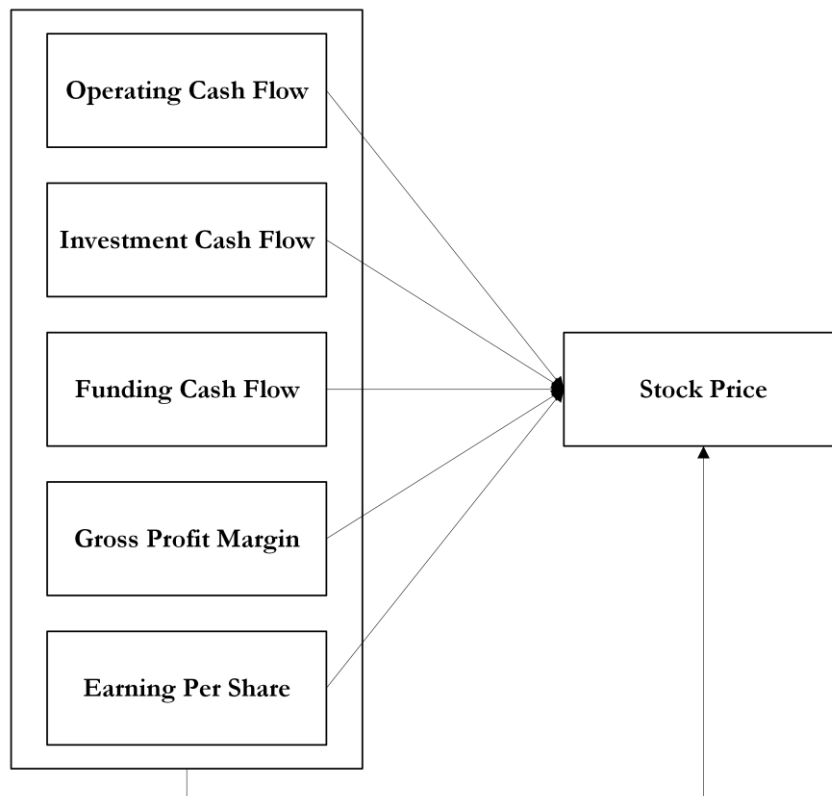 Operating Cash Flow
Investment Cash Flow
Funding Cash Flow
Stock Price
Gross Profit Margin
Earning Per Share